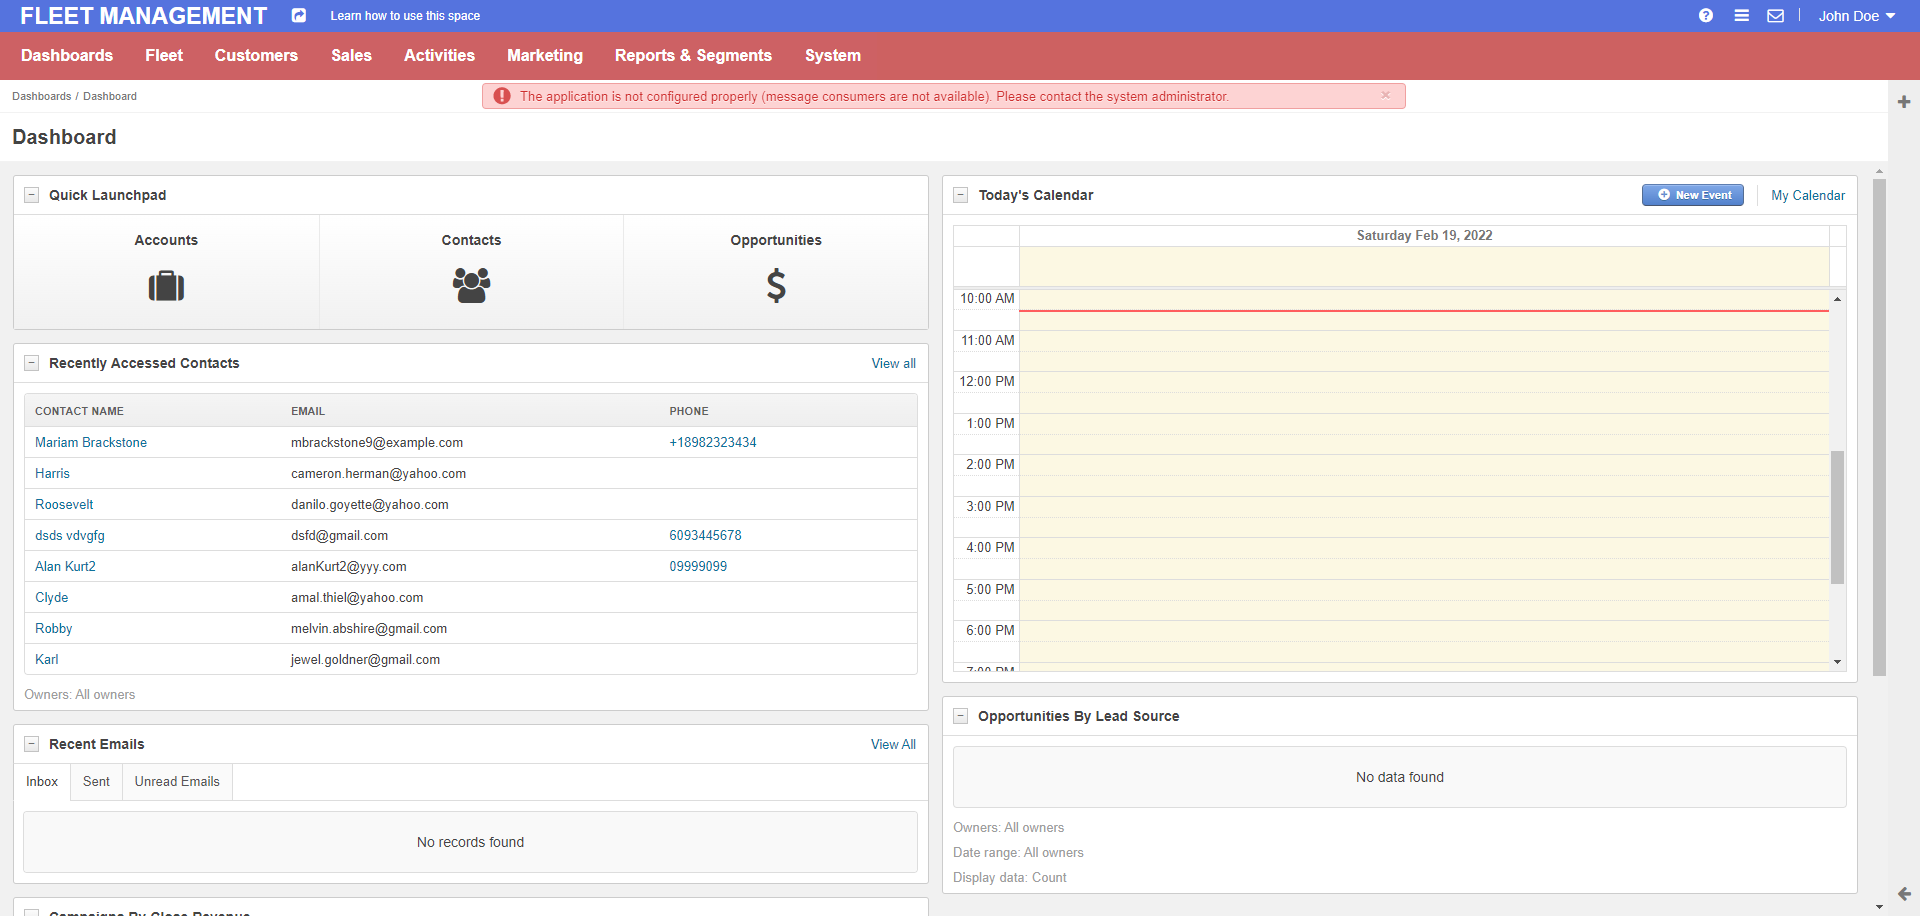 FLEET MANAGEMENT
Learn how to use this space
John Doe
Dashboards Fleet Customers Sales Activities Marketing Reports & Segments System
Dashboards / Dashboard
The application is not configured properly (message consumers are not available). Please contact the system administrator. ×
Dashboard
Quick Launchpad
Accounts Contacts Opportunities
Recently Accessed Contacts View all
CONTACT NAME EMAIL PHONE
Mariam Brackstone mbrackstone9@example.com +18982323434
Harris cameron.herman@yahoo.com
Roosevelt danilo.goyette@yahoo.com
dsds vdvgfg dsfd@gmail.com 6093445678
Alan Kurt2 alanKurt2@yyy.com 09999099
Clyde amal.thiel@yahoo.com
Robby melvin.abshire@gmail.com
Karl jewel.goldner@gmail.com
Owners: All owners
Recent Emails View All
Inbox Sent Unread Emails
No records found
Campaigns By Close Revenue
Today's Calendar New Event My Calendar
Saturday Feb 19, 2022
10:00 AM
11:00 AM
12:00 PM
1:00 PM
2:00 PM
3:00 PM
4:00 PM
5:00 PM
6:00 PM
7:00 PM
Opportunities By Lead Source
No data found
Owners: All owners
Date range: All owners
Display data: Count